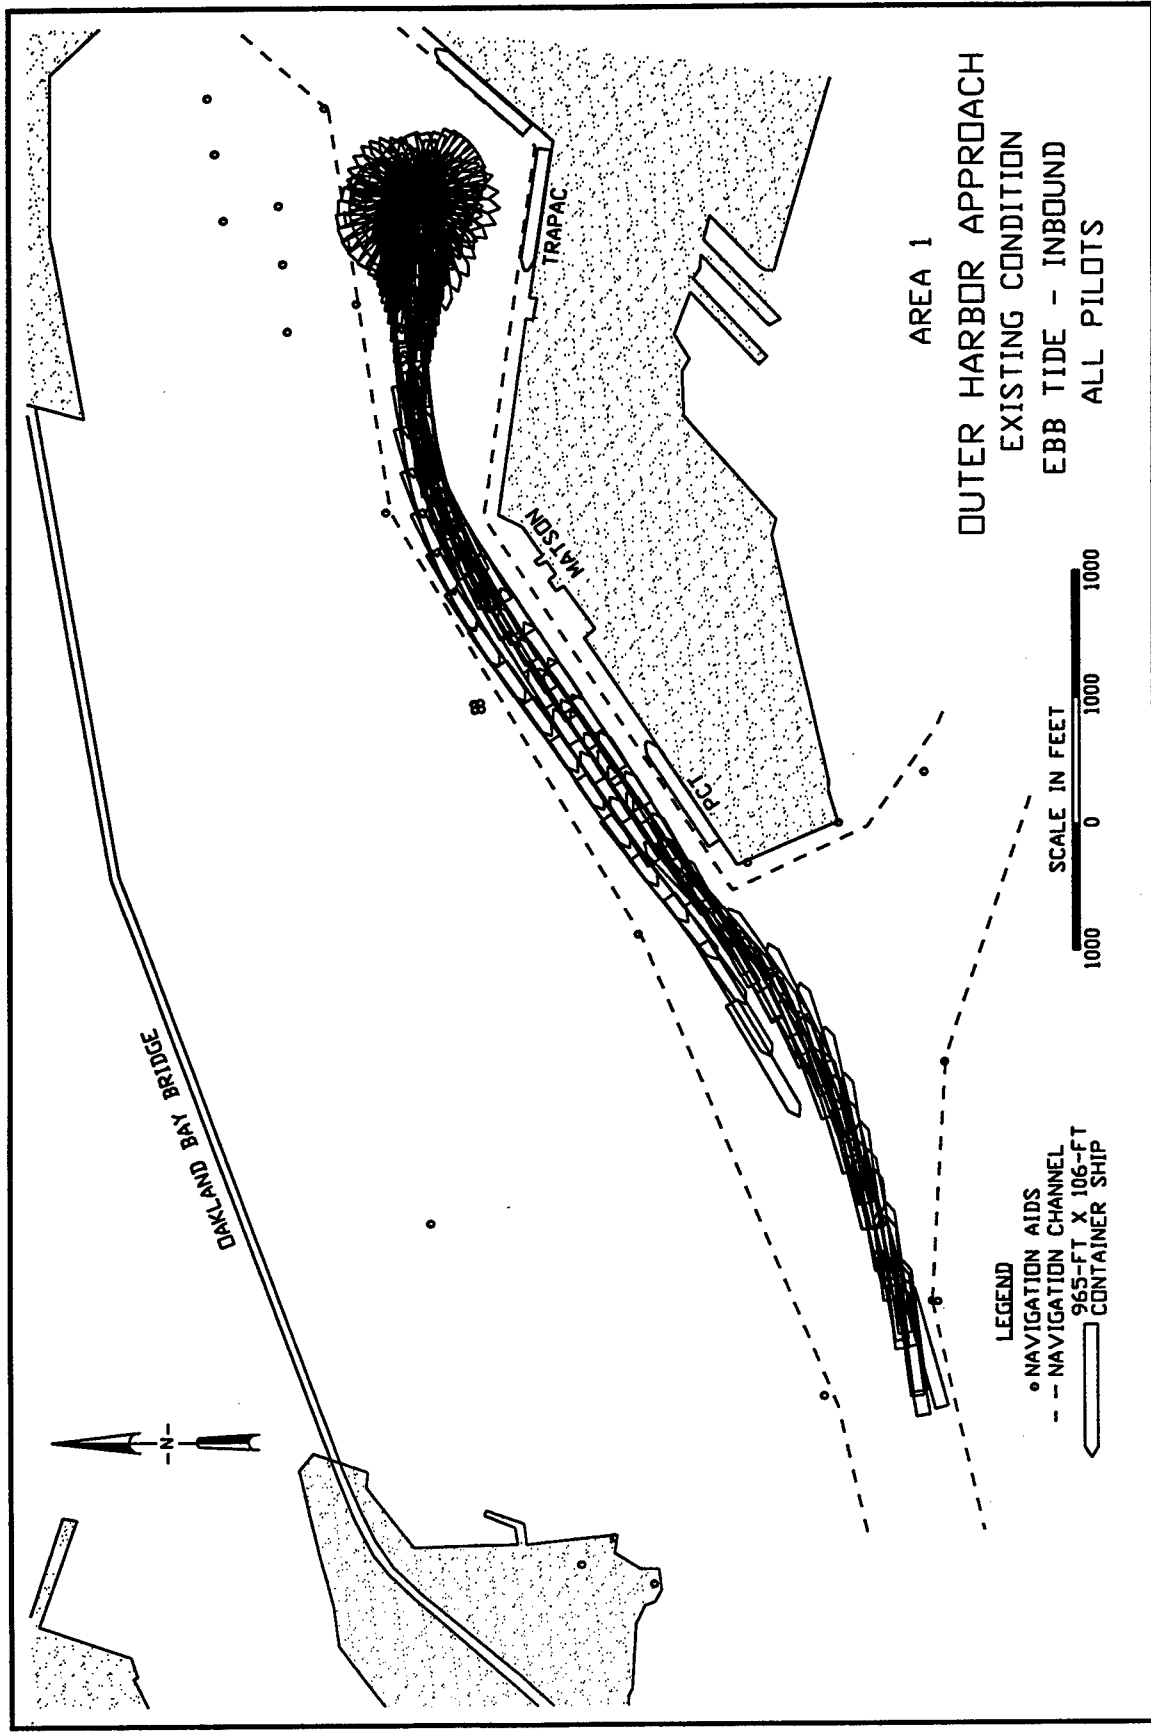 OAKLAND BAY BRIDGE
-N-
TRAPAC
MATSON
PCT
AREA 1
OUTER HARBOR APPROACH
EXISTING CONDITION
EBB TIDE - INBOUND
ALL PILOTS
SCALE IN FEET
1000 0 1000 1000
LEGEND
NAVIGATION AIDS
-- NAVIGATION CHANNEL
965-FT X 106-FT
CONTAINER SHIP